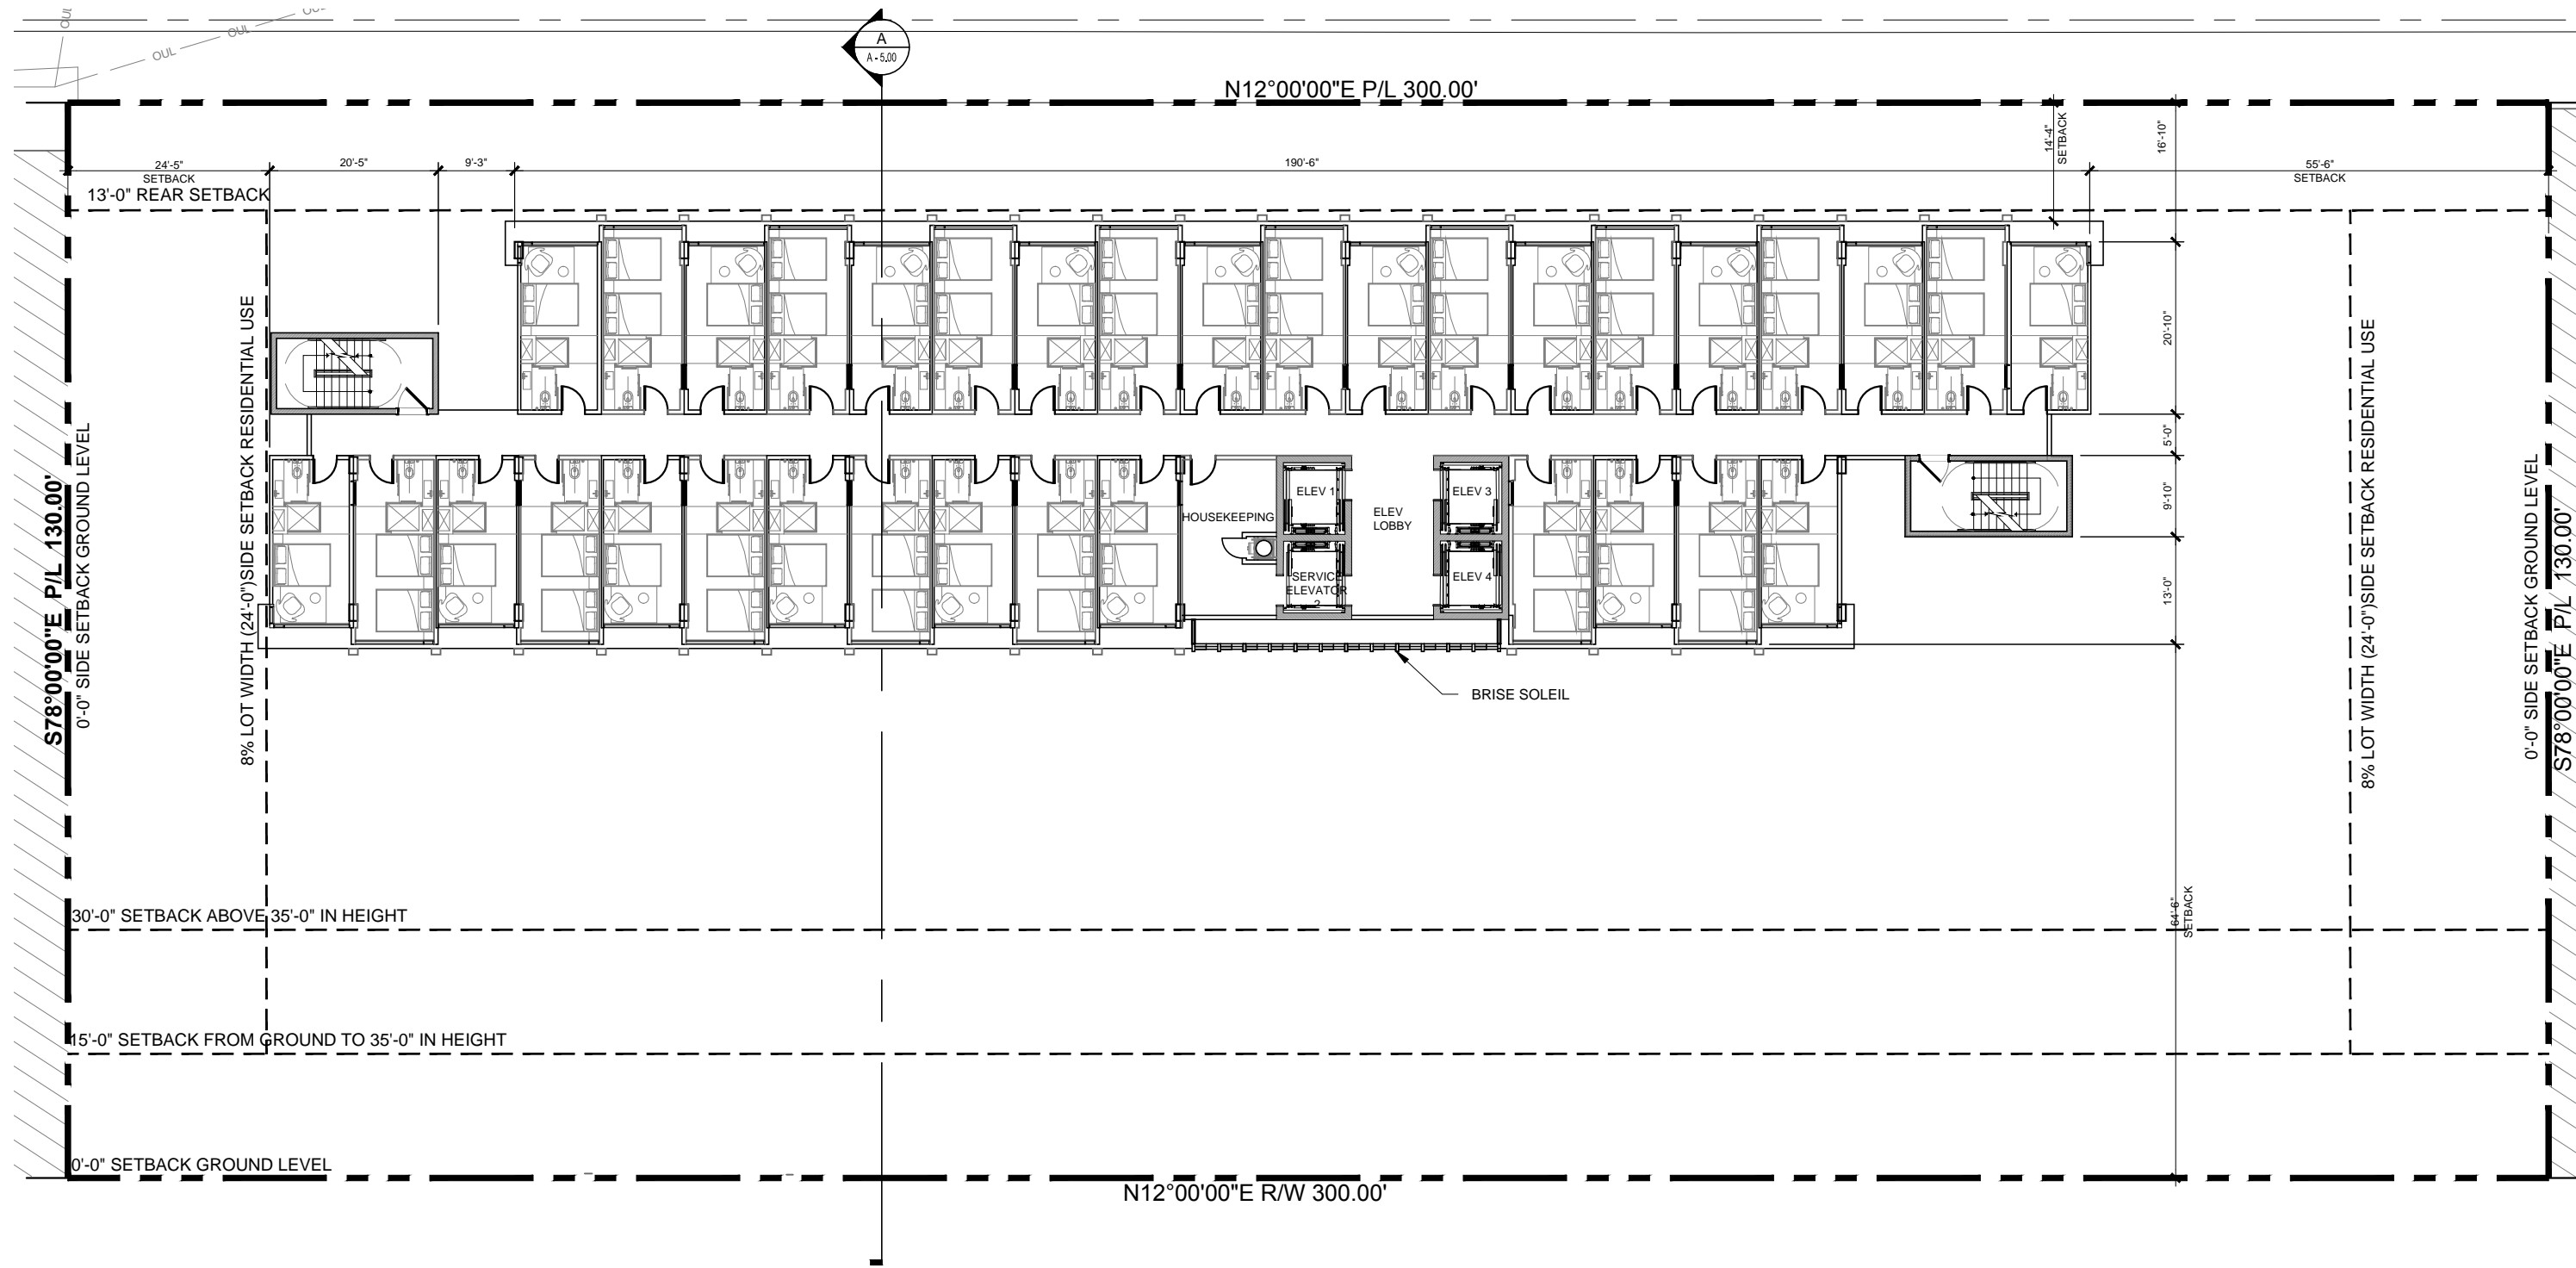 OUL
OUL
OUL
OUL
A
A - 5.00
N12°00'00"E P/L 300.00'
24'-5"
SETBACK
20'-5"
9'-3"
190'-6"
14'-4"
SETBACK
16'-10"
55'-6"
SETBACK
13'-0" REAR SETBACK
20'-10"
5'-0"
9'-10"
13'-0"
64'-6"
SETBACK
S78°00'00"E P/L 130.00'
0'-0" SIDE SETBACK GROUND LEVEL
8% LOT WIDTH (24'-0")SIDE SETBACK RESIDENTIAL USE
HOUSEKEEPING
ELEV 1
SERVICE
ELEVATOR
2
ELEV
LOBBY
ELEV 3
ELEV 4
BRISE SOLEIL
8% LOT WIDTH (24'-0")SIDE SETBACK RESIDENTIAL USE
0'-0" SIDE SETBACK GROUND LEVEL
S78°00'00"E P/L 130.00'
30'-0" SETBACK ABOVE 35'-0" IN HEIGHT
15'-0" SETBACK FROM GROUND TO 35'-0" IN HEIGHT
0'-0" SETBACK GROUND LEVEL
N12°00'00"E R/W 300.00'